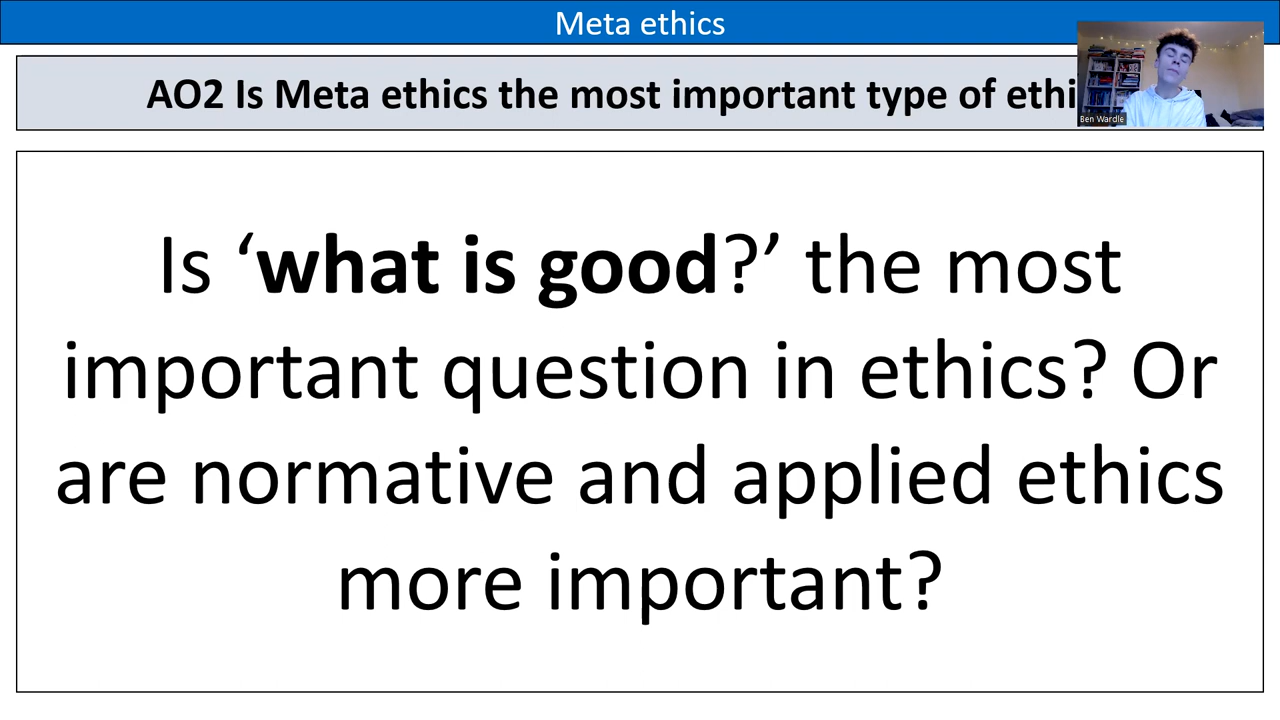 Meta ethics
AO2 Is Meta ethics the most important type of ethi
Ben Wardle
Is ‘what is good?’ the most
important question in ethics? Or
are normative and applied ethics
more important?